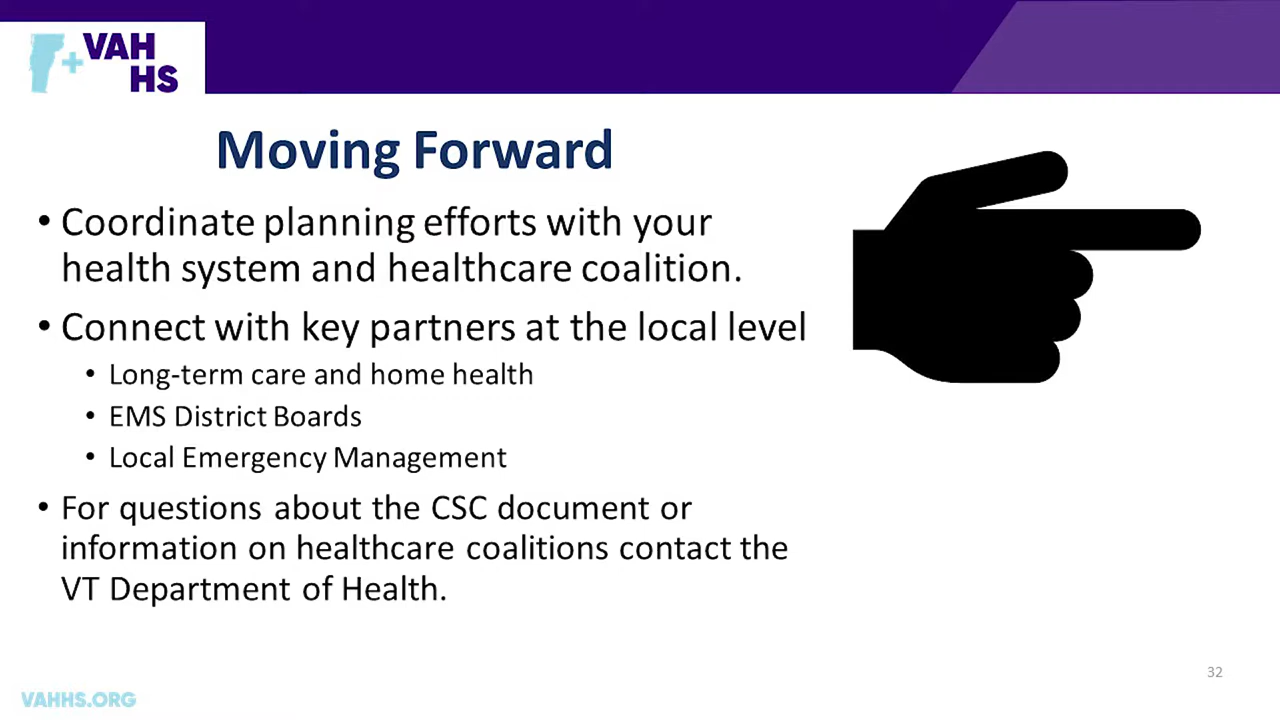 VAH
HS
Moving Forward
• Coordinate planning efforts with your
health system and healthcare coalition.
• Connect with key partners at the local level
• Long-term care and home health
• EMS District Boards
• Local Emergency Management
• For questions about the CSC document or
information on healthcare coalitions contact the
VT Department of Health.
32
VAHHS.ORG